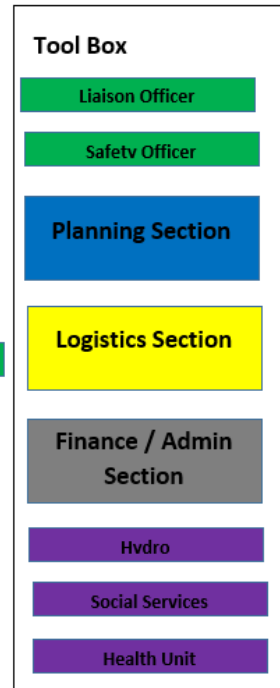 Tool Box
Liaison Officer
Safety Officer
Planning Section
Logistics Section
Finance / Admin
Section
Hydro
Social Services
Health Unit